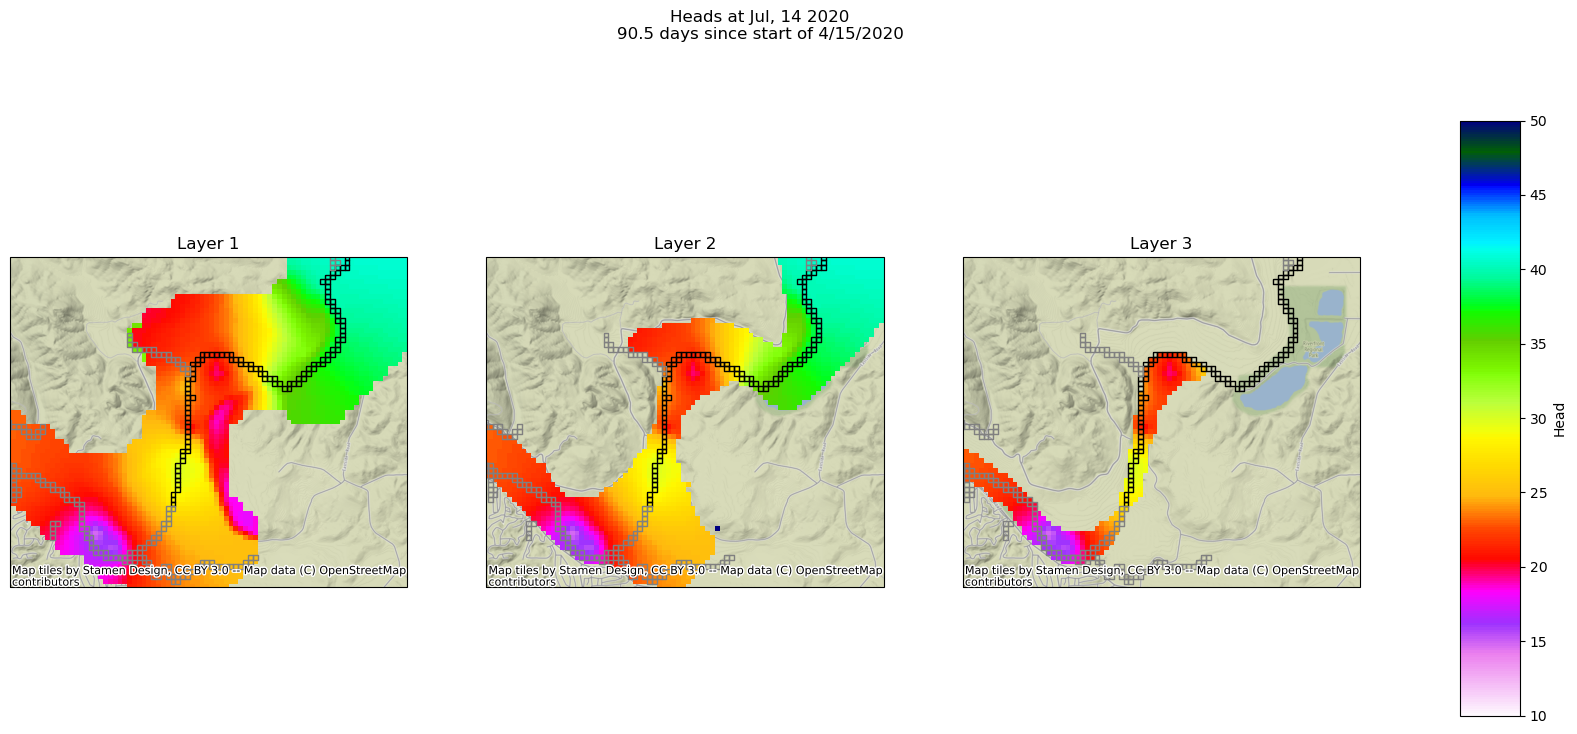 Heads at Jul, 14 2020
90.5 days since start of 4/15/2020
Layer 1
Layer 2
Layer 3
Map tiles by Stamen Design, CC BY 3.0 -- Map data (C) OpenStreetMap
contributors
Map tiles by Stamen Design, CC BY 3.0 -- Map data (C) OpenStreetMap
contributors
Map tiles by Stamen Design, CC BY 3.0 -- Map data (C) OpenStreetMap
contributors
50
45
40
35
30
25
20
15
10
Head